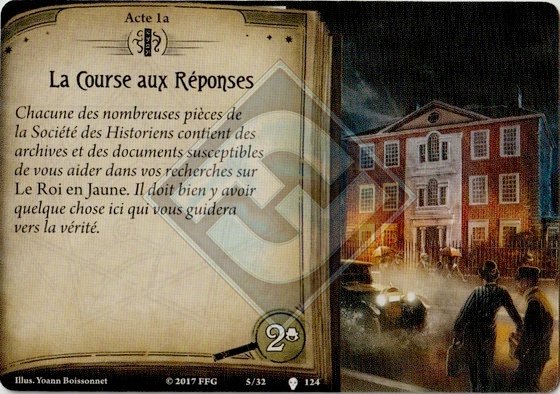 Acte 1a
La Course aux Réponses
Chacune des nombreuses pièces de
la Société des Historiens contient des
archives et des documents susceptibles
de vous aider dans vos recherches sur
Le Roi en Jaune. Il doit bien y avoir
quelque chose ici qui vous guidera
vers la vérité.
2
Illus. Yoann Boissonnet © 2017 FFG 5/32 124